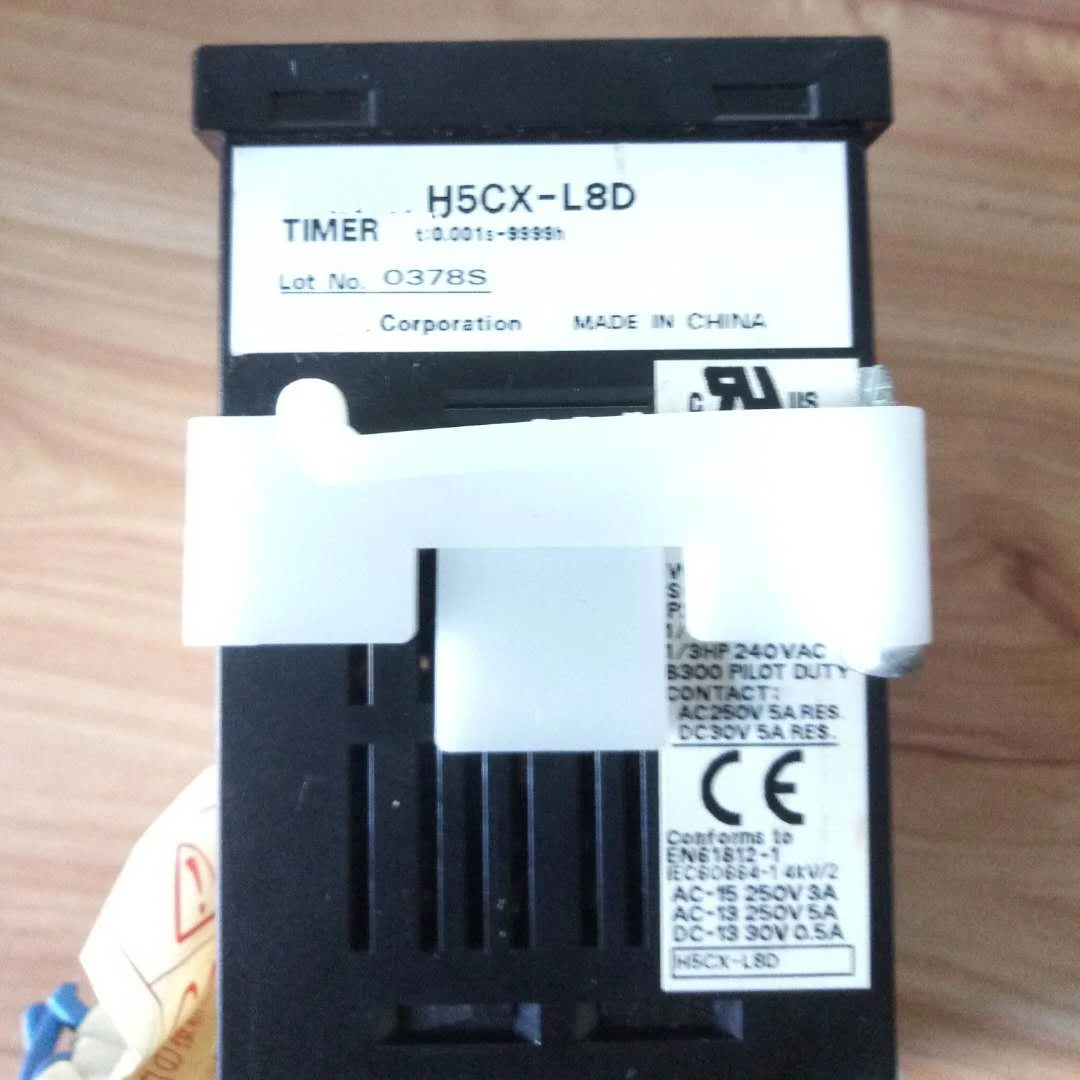 H5CX-L8D
TIMER t:0.001s-9999h
Lot No. 0378S
Corporation MADE IN CHINA
C RU US
1/3HP 240VAC
B300 PILOT DUTY
CONTACT:
AC250V 5A RES.
DC30V 5A RES.
CE
Conforms to
EN61812-1
IEC60664-1 4kV/2
AC-15 250V 3A
AC-13 250V 5A
DC-13 30V 0.5A
H5CX-L8D